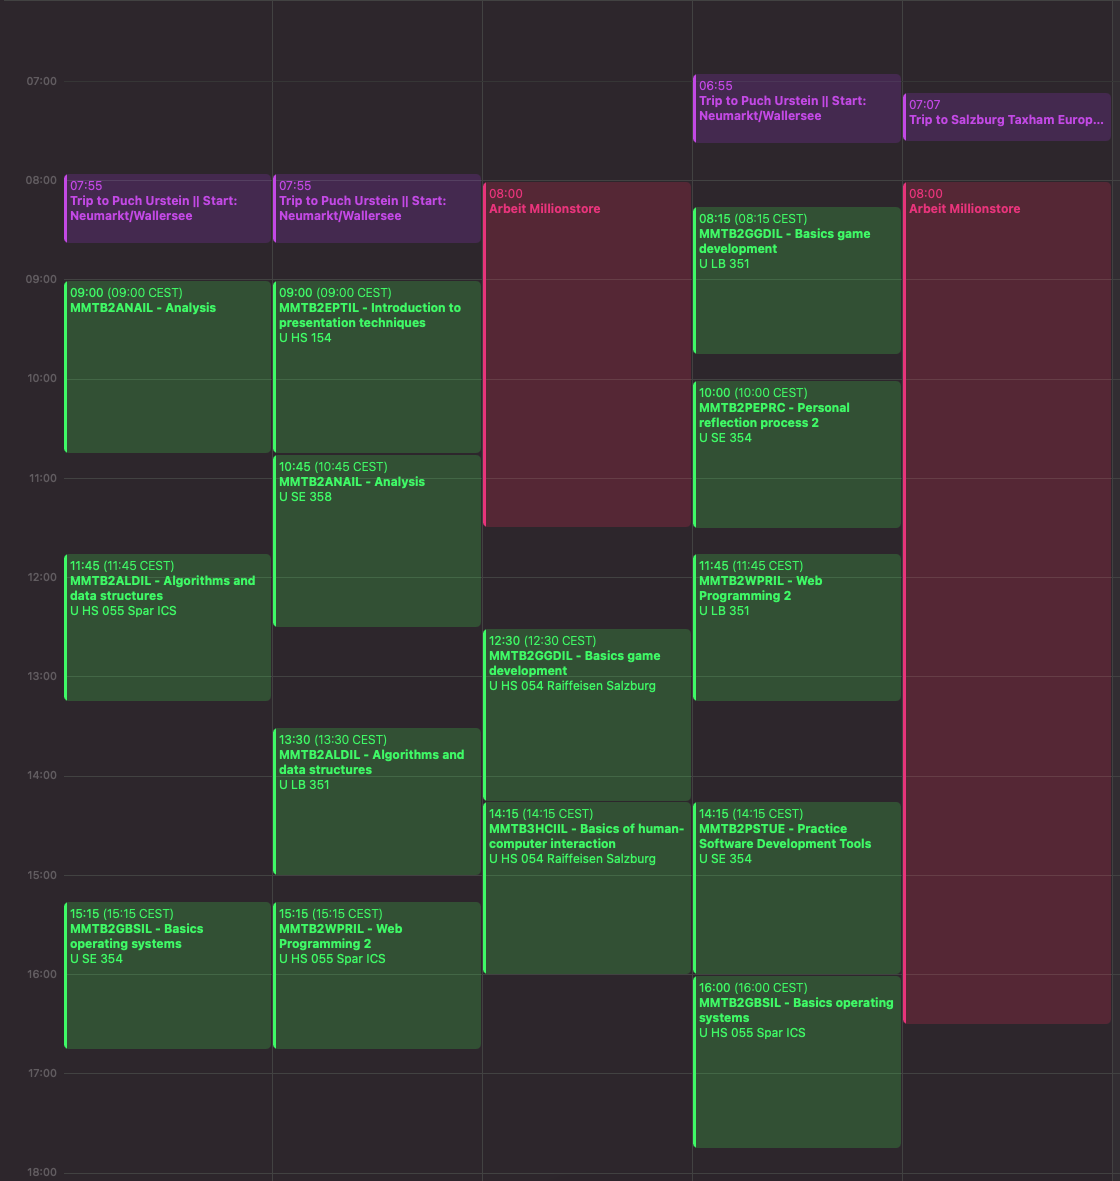 07:00
08:00
09:00
10:00
11:00
12:00
13:00
14:00
15:00
16:00
17:00
18:00
07:55
Trip to Puch Urstein || Start:
Neumarkt/Wallersee
09:00 (09:00 CEST)
MMTB2ANAIL - Analysis
11:45 (11:45 CEST)
MMTB2ALDIL - Algorithms and
data structures
U HS 055 Spar ICS
15:15 (15:15 CEST)
MMTB2GBSIL - Basics
operating systems
U SE 354
07:55
Trip to Puch Urstein || Start:
Neumarkt/Wallersee
09:00 (09:00 CEST)
MMTB2EPTIL - Introduction to
presentation techniques
U HS 154
10:45 (10:45 CEST)
MMTB2ANAIL - Analysis
U SE 358
13:30 (13:30 CEST)
MMTB2ALDIL - Algorithms and
data structures
U LB 351
15:15 (15:15 CEST)
MMTB2WPRIL - Web
Programming 2
U HS 055 Spar ICS
08:00
Arbeit Millionstore
12:30 (12:30 CEST)
MMTB2GGDIL - Basics game
development
U HS 054 Raiffeisen Salzburg
14:15 (14:15 CEST)
MMTB3HCIIL - Basics of human-
computer interaction
U HS 054 Raiffeisen Salzburg
06:55
Trip to Puch Urstein || Start:
Neumarkt/Wallersee
08:15 (08:15 CEST)
MMTB2GGDIL - Basics game
development
U LB 351
10:00 (10:00 CEST)
MMTB2PEPRC - Personal
reflection process 2
U SE 354
11:45 (11:45 CEST)
MMTB2WPRIL - Web
Programming 2
U LB 351
14:15 (14:15 CEST)
MMTB2PSTUE - Practice
Software Development Tools
U SE 354
16:00 (16:00 CEST)
MMTB2GBSIL - Basics operating
systems
U HS 055 Spar ICS
07:07
Trip to Salzburg Taxham Europ...
08:00
Arbeit Millionstore